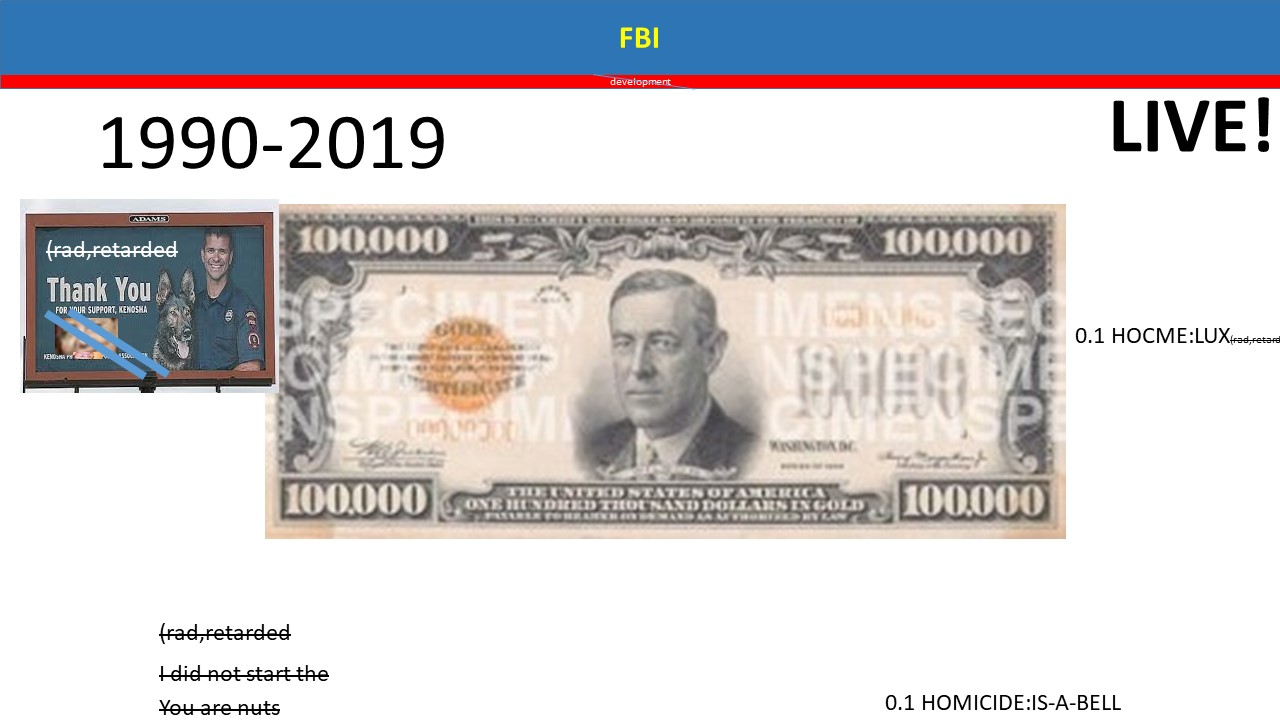 FBI
development
1990-2019
LIVE!
ADAMS
(rad,retarded
Thank You
FOR YOUR SUPPORT, KENOSHA
100,000 100,000
SPECIMEN
GOLD
CERTIFICATE
WASHINGTON, D.C.
100,000 100,000
THE UNITED STATES OF AMERICA
ONE HUNDRED THOUSAND DOLLARS IN GOLD
PAYABLE TO BEARER ON DEMAND AS AUTHORIZED BY LAW
0.1 HOCME:LUX(rad,retard
(rad,retarded
I did not start the
You are nuts
0.1 HOMICIDE:IS-A-BELL